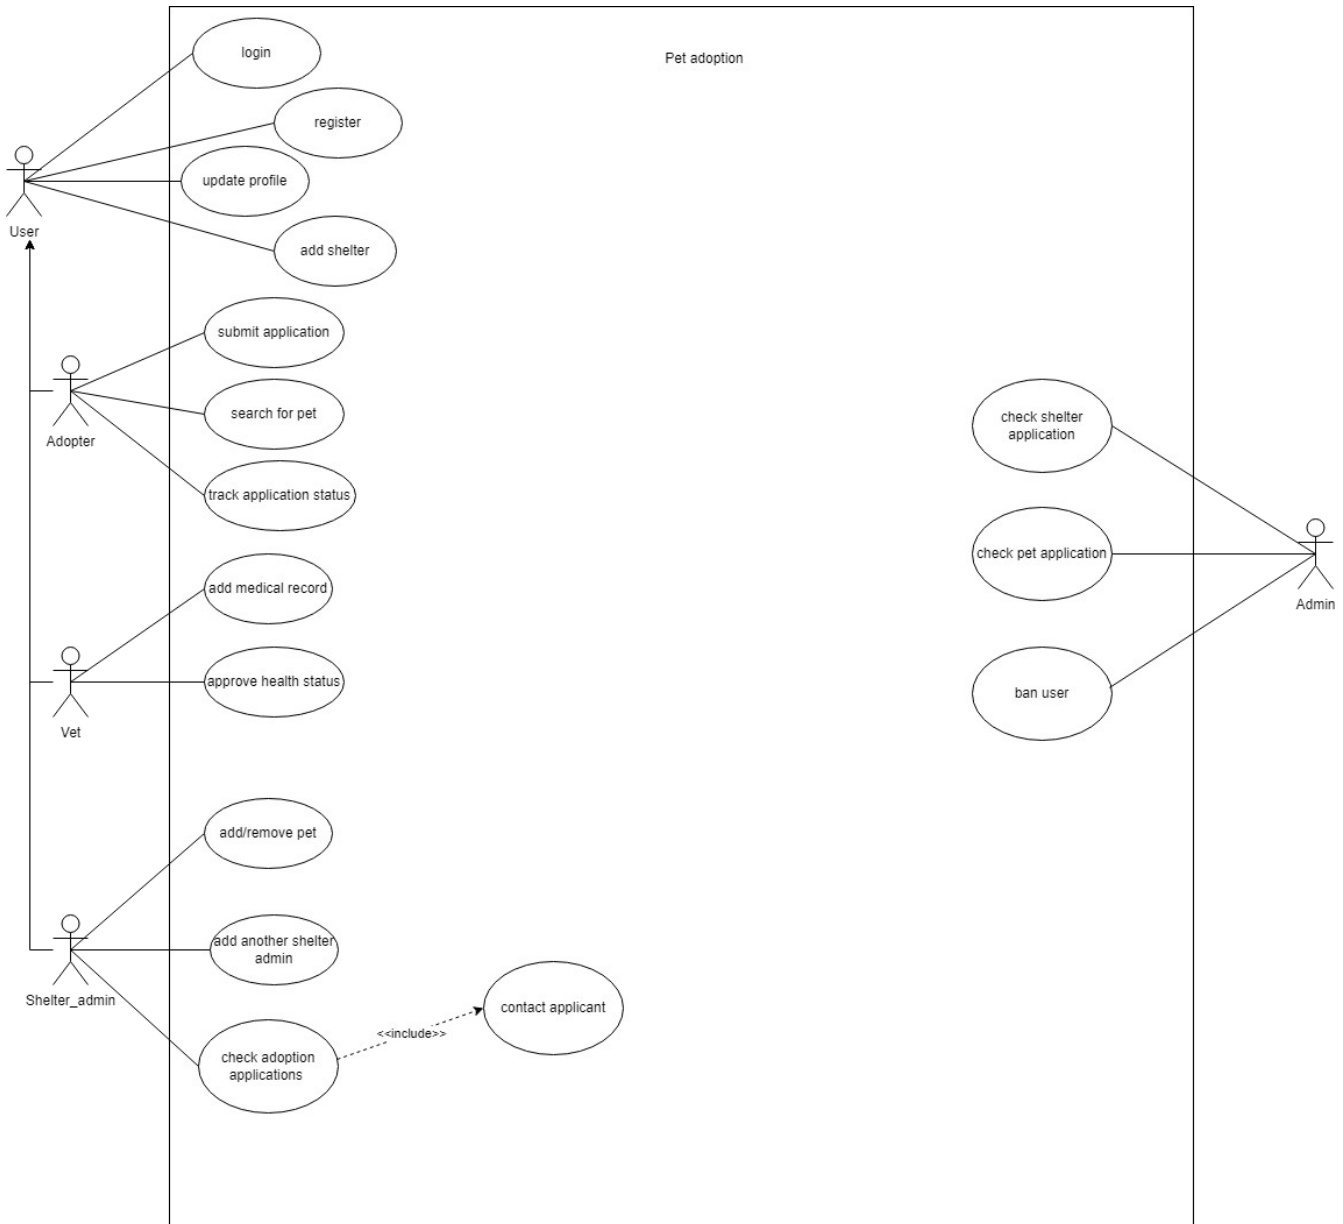 login
Pet adoption
register
update profile
User
add shelter
submit application
search for pet
Adopter
track application status
check shelter
application
check pet application
Admin
add medical record
approve health status
ban user
Vet
add/remove pet
add another shelter
admin
Shelter_admin
contact applicant
<<include>>
check adoption
applications